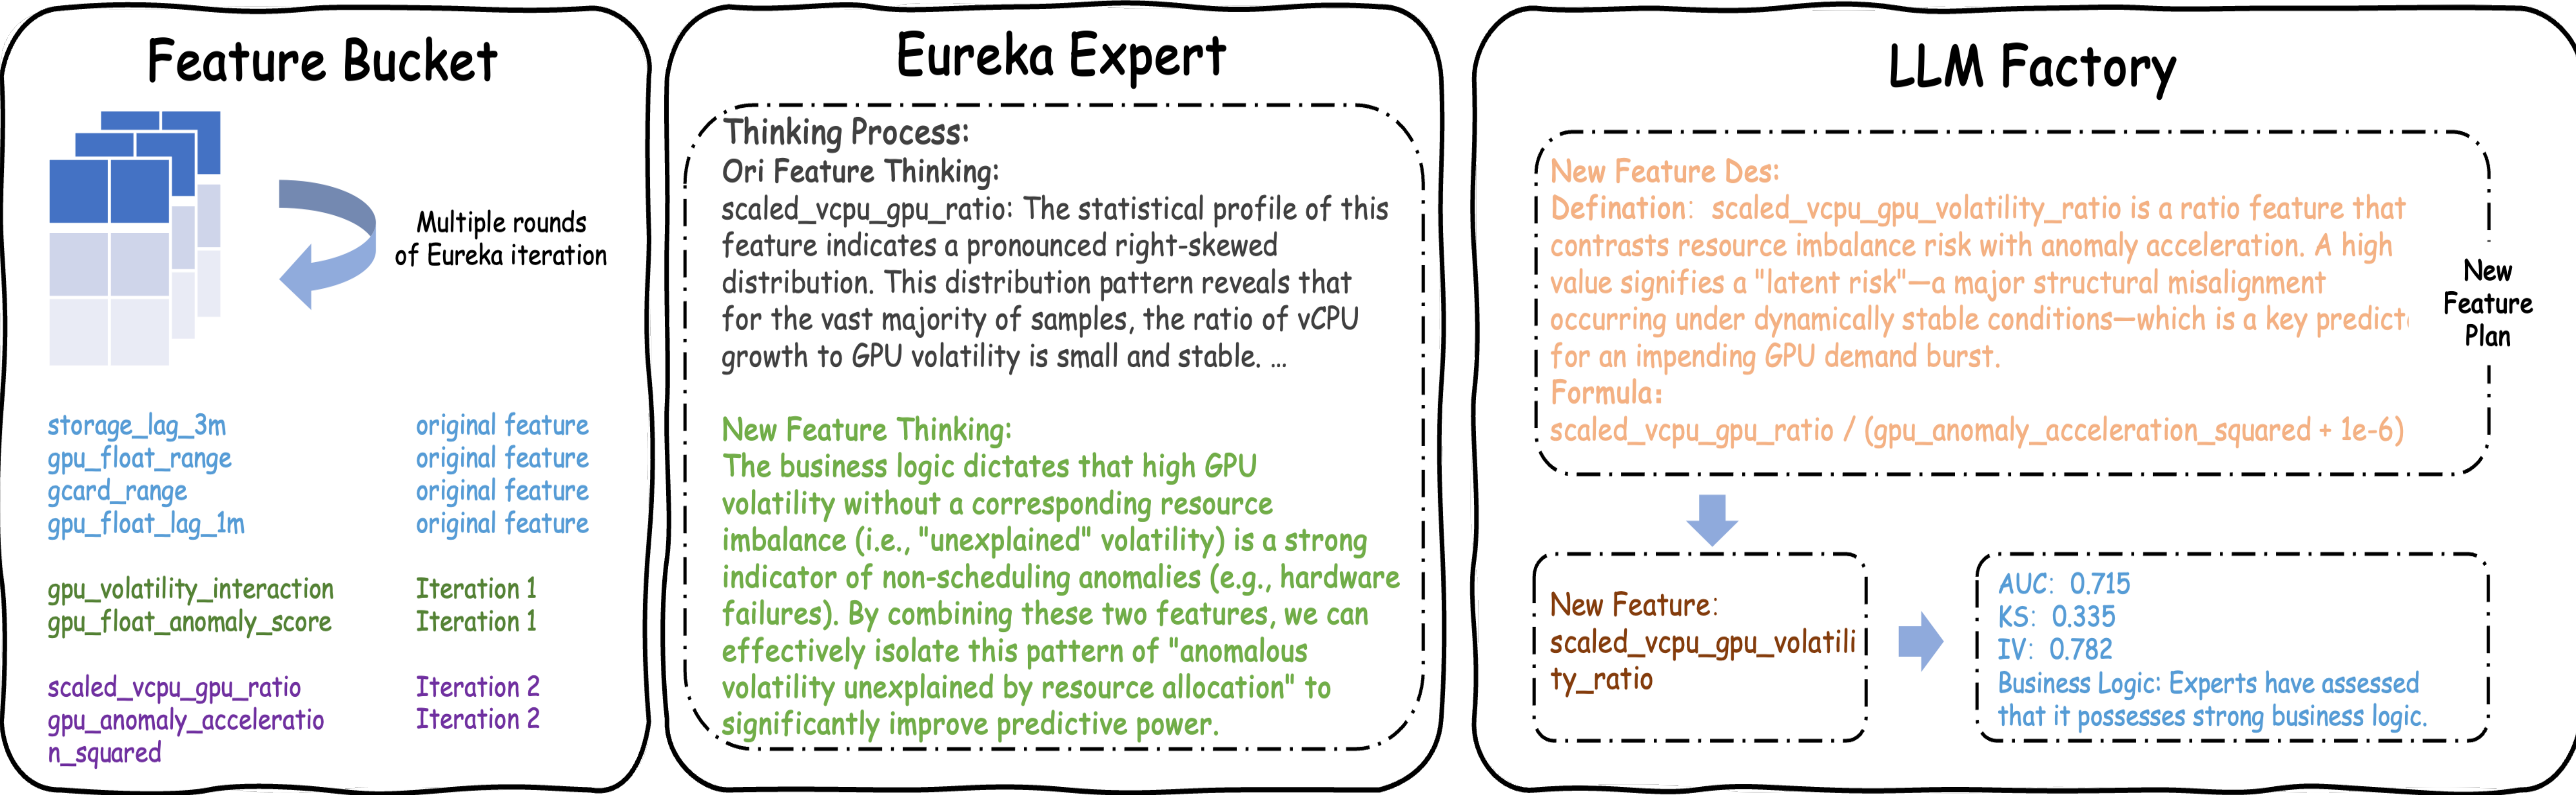 Feature Bucket
Multiple rounds
of Eureka iteration
storage_lag_3m original feature
gpu_float_range original feature
gcard_range original feature
gpu_float_lag_1m original feature
gpu_volatility_interaction Iteration 1
gpu_float_anomaly_score Iteration 1
scaled_vcpu_gpu_ratio Iteration 2
gpu_anomaly_acceleratio Iteration 2
n_squared
Eureka Expert
Thinking Process:
Ori Feature Thinking:
scaled_vcpu_gpu_ratio: The statistical profile of this
feature indicates a pronounced right-skewed
distribution. This distribution pattern reveals that
for the vast majority of samples, the ratio of vCPU
growth to GPU volatility is small and stable. ...
New Feature Thinking:
The business logic dictates that high GPU
volatility without a corresponding resource
imbalance (i.e., "unexplained" volatility) is a strong
indicator of non-scheduling anomalies (e.g., hardware
failures). By combining these two features, we can
effectively isolate this pattern of "anomalous
volatility unexplained by resource allocation" to
significantly improve predictive power.
LLM Factory
New Feature Des:
Defination: scaled_vcpu_gpu_volatility_ratio is a ratio feature that
contrasts resource imbalance risk with anomaly acceleration. A high
value signifies a "latent risk"—a major structural misalignment
occurring under dynamically stable conditions—which is a key predict
for an impending GPU demand burst.
Formula:
scaled_vcpu_gpu_ratio / (gpu_anomaly_acceleration_squared + 1e-6)
New
Feature
Plan
New Feature:
scaled_vcpu_gpu_volatili
ty_ratio
AUC: 0.715
KS: 0.335
IV: 0.782
Business Logic: Experts have assessed
that it possesses strong business logic.